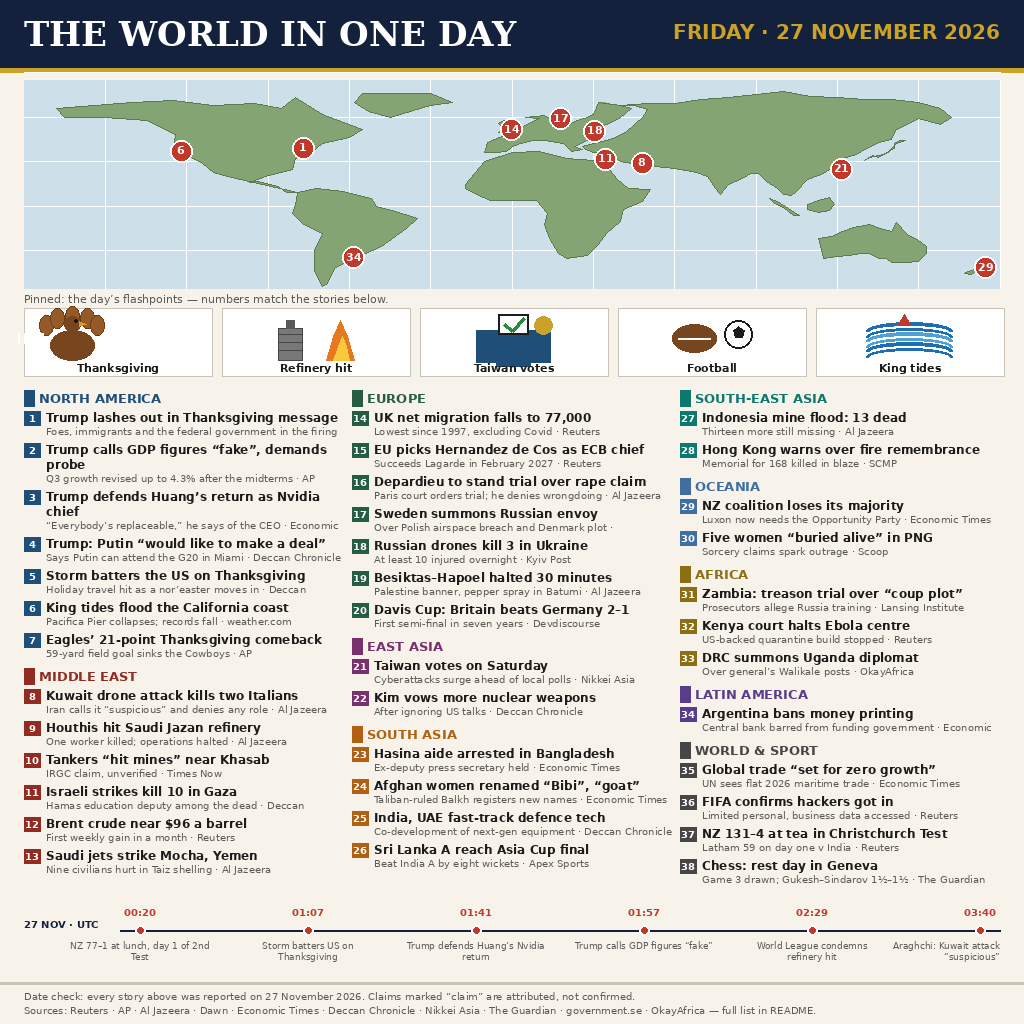 THE WORLD IN ONE DAY
FRIDAY · 27 NOVEMBER 2026
6
1
14
17
18
11
8
21
34
29
Pinned: the day’s flashpoints — numbers match the stories below.
Thanksgiving
Refinery hit
Taiwan votes
Football
King tides
NORTH AMERICA
1 Trump lashes out in Thanksgiving message
Foes, immigrants and the federal government in the firing
2 Trump calls GDP figures “fake”, demands
probe
Q3 growth revised up to 4.3% after the midterms · AP
3 Trump defends Huang’s return as Nvidia
chief
“Everybody’s replaceable,” he says of the CEO · Economic
4 Trump: Putin “would like to make a deal”
Says Putin can attend the G20 in Miami · Deccan Chronicle
5 Storm batters the US on Thanksgiving
Holiday travel hit as a nor’easter moves in · Deccan
6 King tides flood the California coast
Pacifica Pier collapses; records fall · weather.com
7 Eagles’ 21-point Thanksgiving comeback
59-yard field goal sinks the Cowboys · AP
MIDDLE EAST
8 Kuwait drone attack kills two Italians
Iran calls it “suspicious” and denies any role · Al Jazeera
9 Houthis hit Saudi Jazan refinery
One worker killed; operations halted · Al Jazeera
10 Tankers “hit mines” near Khasab
IRGC claim, unverified · Times Now
11 Israeli strikes kill 10 in Gaza
Hamas education deputy among the dead · Deccan
12 Brent crude near $96 a barrel
First weekly gain in a month · Reuters
13 Saudi jets strike Mocha, Yemen
Nine civilians hurt in Taiz shelling · Al Jazeera
EUROPE
14 UK net migration falls to 77,000
Lowest since 1997, excluding Covid · Reuters
15 EU picks Hernandez de Cos as ECB chief
Succeeds Lagarde in February 2027 · Reuters
16 Depardieu to stand trial over rape claim
Paris court orders trial; he denies wrongdoing · Al Jazeera
17 Sweden summons Russian envoy
Over Polish airspace breach and Denmark plot ·
18 Russian drones kill 3 in Ukraine
At least 10 injured overnight · Kyiv Post
19 Besiktas–Hapoel halted 30 minutes
Palestine banner, pepper spray in Batumi · Al Jazeera
20 Davis Cup: Britain beats Germany 2–1
First semi-final in seven years · Devdiscourse
EAST ASIA
21 Taiwan votes on Saturday
Cyberattacks surge ahead of local polls · Nikkei Asia
22 Kim vows more nuclear weapons
After ignoring US talks · Deccan Chronicle
SOUTH ASIA
23 Hasina aide arrested in Bangladesh
Ex-deputy press secretary held · Economic Times
24 Afghan women renamed “Bibi”, “goat”
Taliban-ruled Balkh registers new names · Economic Times
25 India, UAE fast-track defence tech
Co-development of next-gen equipment · Deccan Chronicle
26 Sri Lanka A reach Asia Cup final
Beat India A by eight wickets · Apex Sports
SOUTH-EAST ASIA
27 Indonesia mine flood: 13 dead
Thirteen more still missing · Al Jazeera
28 Hong Kong warns over fire remembrance
Memorial for 168 killed in blaze · SCMP
OCEANIA
29 NZ coalition loses its majority
Luxon now needs the Opportunity Party · Economic Times
30 Five women “buried alive” in PNG
Sorcery claims spark outrage · Scoop
AFRICA
31 Zambia: treason trial over “coup plot”
Prosecutors allege Russia training · Lansing Institute
32 Kenya court halts Ebola centre
US-backed quarantine build stopped · Reuters
33 DRC summons Uganda diplomat
Over general’s Walikale posts · OkayAfrica
LATIN AMERICA
34 Argentina bans money printing
Central bank barred from funding government · Economic
WORLD & SPORT
35 Global trade “set for zero growth”
UN sees flat 2026 maritime trade · Economic Times
36 FIFA confirms hackers got in
Limited personal, business data accessed · Reuters
37 NZ 131–4 at tea in Christchurch Test
Latham 59 on day one v India · Reuters
38 Chess: rest day in Geneva
Game 3 drawn; Gukesh–Sindarov 1½–1½ · The Guardian
27 NOV · UTC
00:20
NZ 77–1 at lunch, day 1 of 2nd
Test
01:07
Storm batters US on
Thanksgiving
01:41
Trump defends Huang’s Nvidia
return
01:57
Trump calls GDP figures “fake”
02:29
World League condemns
refinery hit
03:40
Araghchi: Kuwait attack
“suspicious”
Date check: every story above was reported on 27 November 2026. Claims marked “claim” are attributed, not confirmed.
Sources: Reuters · AP · Al Jazeera · Dawn · Economic Times · Deccan Chronicle · Nikkei Asia · The Guardian · government.se · OkayAfrica — full list in README.